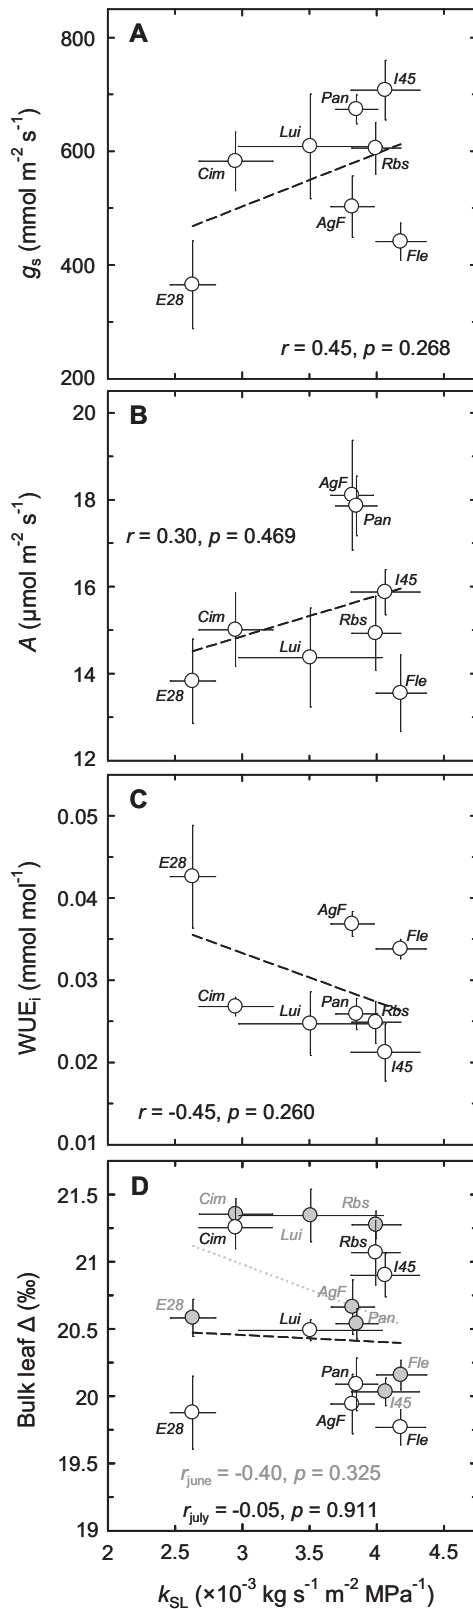 A
800
600
400
200
gs (mmol m⁻² s⁻¹)
I45
Pan
Lui
Rbs
Cim
AgF
Fle
E28
r = 0.45, p = 0.268
B
20
18
16
14
12
A (µmol m⁻² s⁻¹)
AgF
Pan
r = 0.30, p = 0.469
I45
Cim
Rbs
Lui
Fle
E28
C
0.05
0.04
0.03
0.02
0.01
WUEi (mmol mol⁻¹)
E28
AgF
Fle
Cim
Pan
Rbs
Lui
I45
r = -0.45, p = 0.260
D
21.5
21
20.5
20
19.5
19
Bulk leaf Δ (‰)
Cim
Rbs
Lui
Cim
Rbs
I45
AgF
E28
Pan
Lui
Fle
Pan
I45
AgF
E28
Fle
rjune = -0.40, p = 0.325
rjuly = -0.05, p = 0.911
2 2.5 3 3.5 4 4.5
kSL (×10⁻³ kg s⁻¹ m⁻² MPa⁻¹)